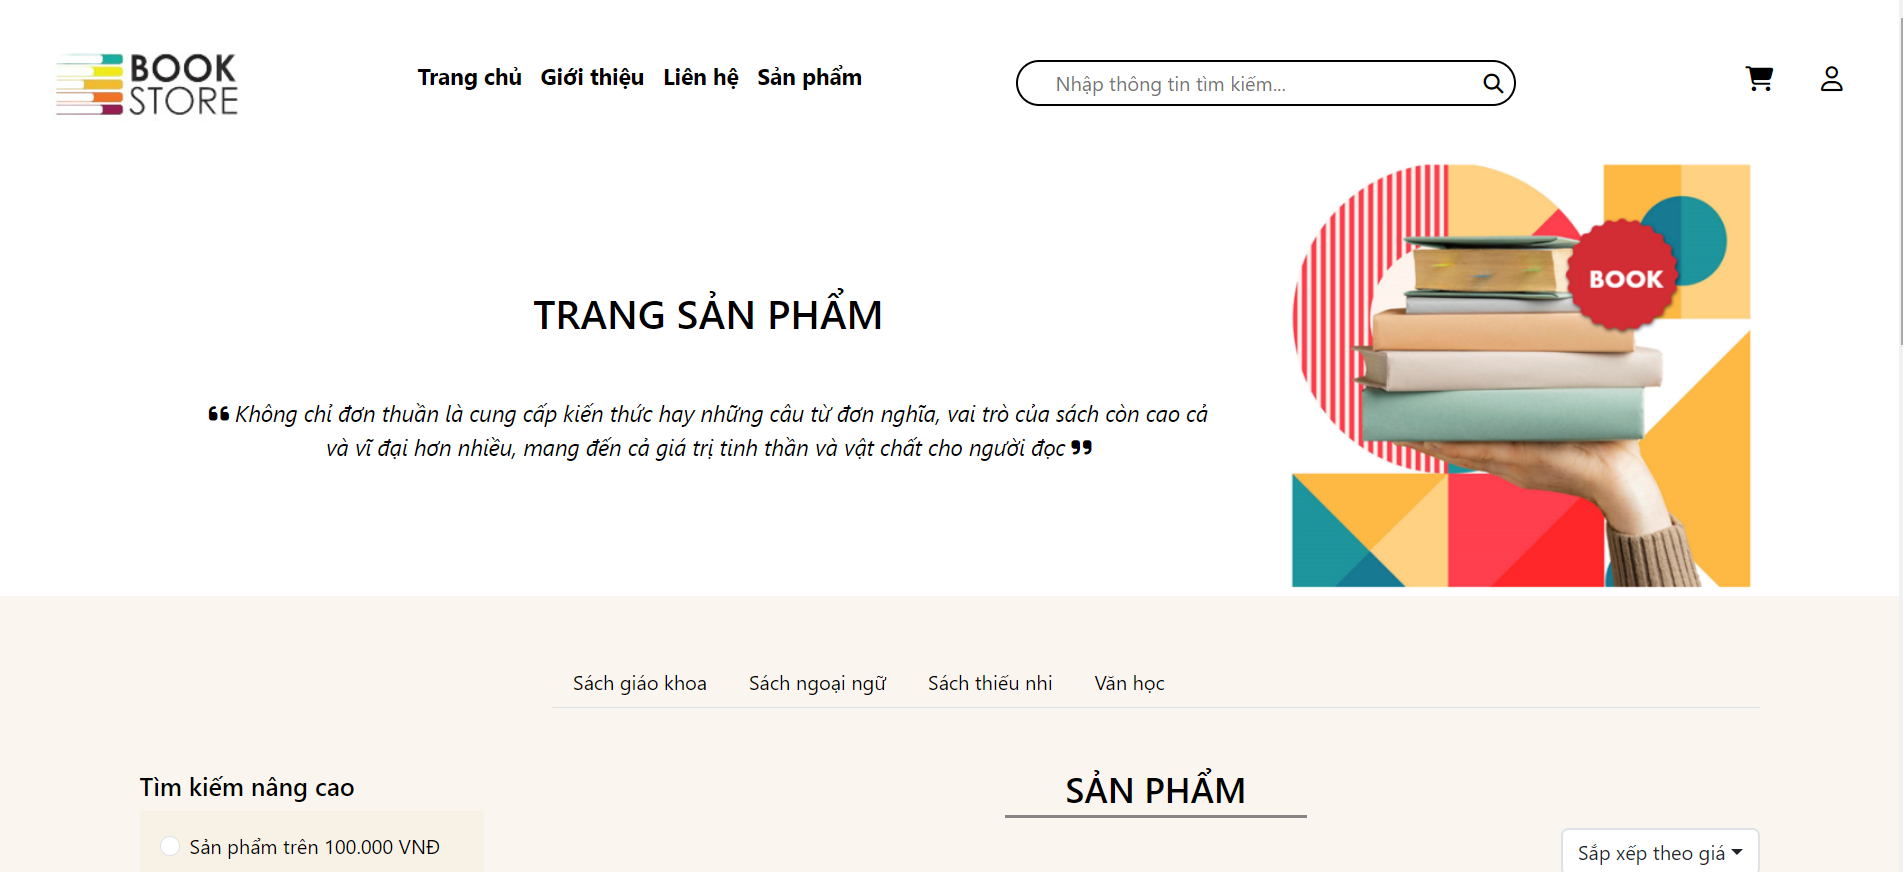 BOOK
STORE
Trang chủ Giới thiệu Liên hệ Sản phẩm
Nhập thông tin tìm kiếm...
BOOK
TRANG SẢN PHẨM
❝ Không chỉ đơn thuần là cung cấp kiến thức hay những câu từ đơn nghĩa, vai trò của sách còn cao cả
và vĩ đại hơn nhiều, mang đến cả giá trị tinh thần và vật chất cho người đọc ❞
Sách giáo khoa Sách ngoại ngữ Sách thiếu nhi Văn học
Tìm kiếm nâng cao
Sản phẩm trên 100.000 VNĐ
SẢN PHẨM
Sắp xếp theo giá